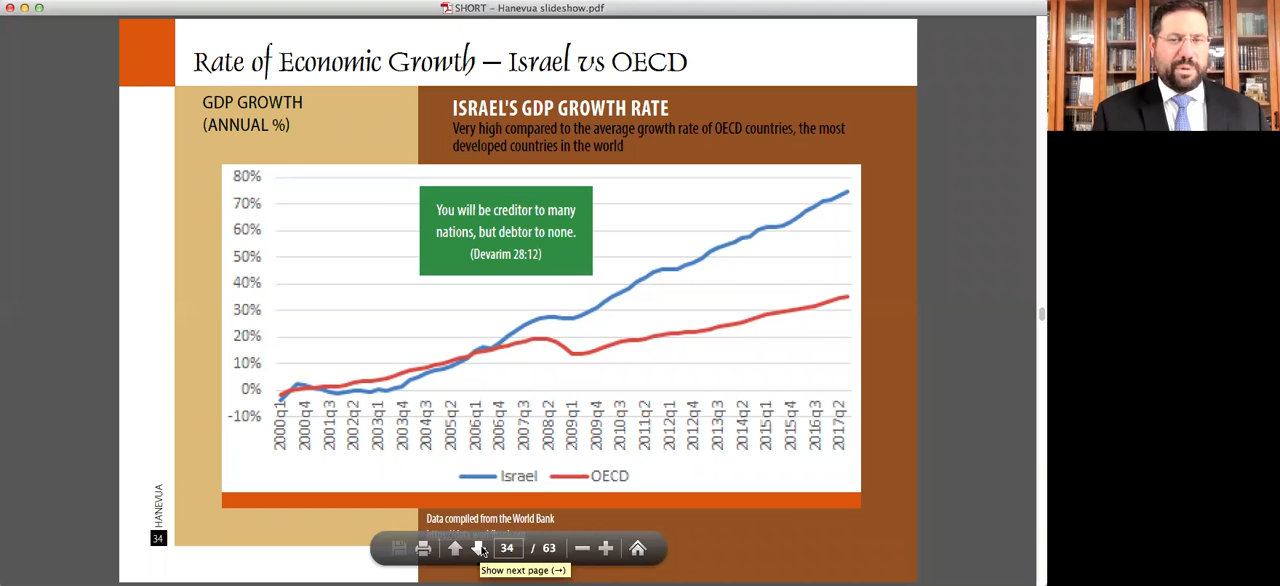 SHORT - Hanevua slideshow.pdf
Rate of Economic Growth – Israel vs OECD
GDP GROWTH
(ANNUAL %)
ISRAEL'S GDP GROWTH RATE
Very high compared to the average growth rate of OECD countries, the most
developed countries in the world
80%
70%
60%
50%
40%
30%
20%
10%
0%
-10%
You will be creditor to many
nations, but debtor to none.
(Devarim 28:12)
2000q1
2000q4
2001q3
2002q2
2003q1
2003q4
2004q3
2005q2
2006q1
2006q4
2007q3
2008q2
2009q1
2009q4
2010q3
2011q2
2012q1
2012q4
2013q3
2014q2
2015q1
2015q4
2016q3
2017q2
Israel
OECD
HANEVUA
34
Data compiled from the World Bank
34 / 63
Show next page (→)